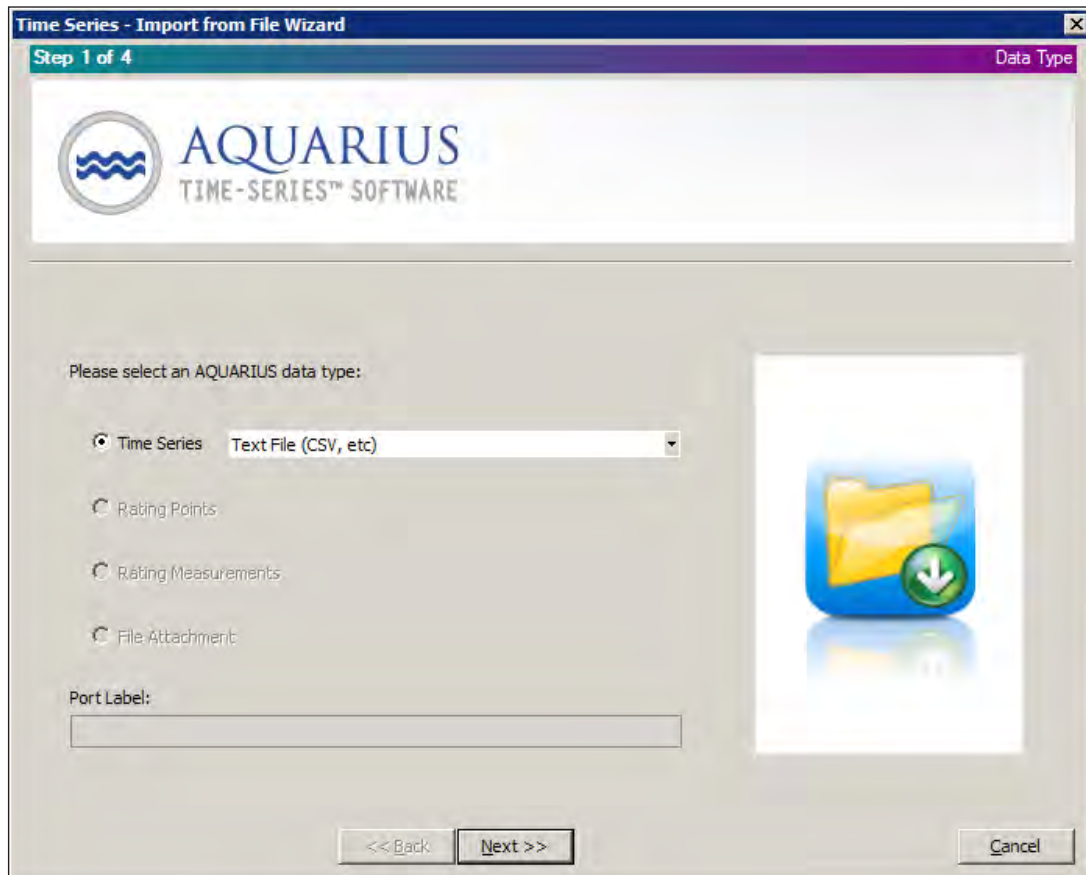 Time Series - Import from File Wizard
Step 1 of 4
Data Type
AQUARIUS
TIME-SERIES™ SOFTWARE
Please select an AQUARIUS data type:
Time Series
Text File (CSV, etc)
Rating Points
Rating Measurements
File Attachment
Port Label:
<< Back
Next >>
Cancel